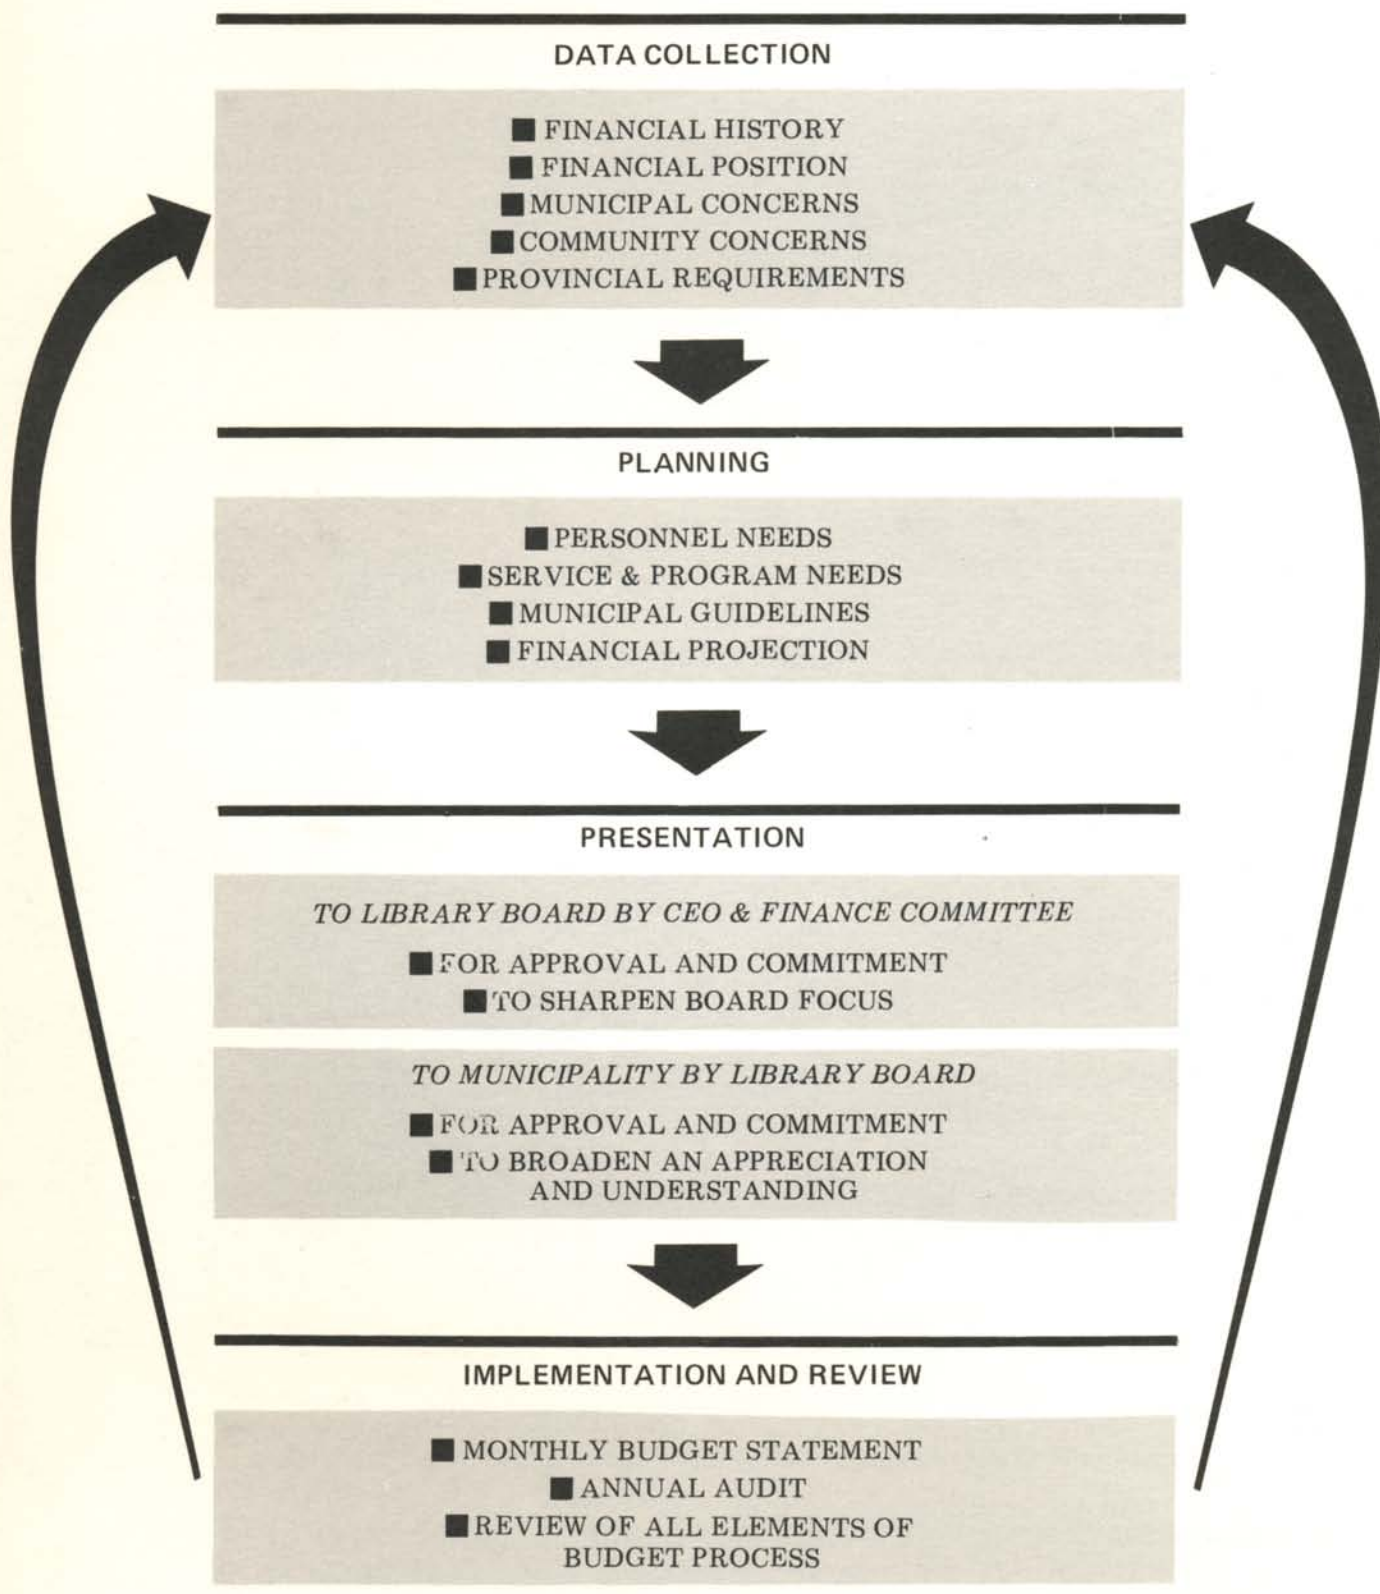 DATA COLLECTION
■ FINANCIAL HISTORY
■ FINANCIAL POSITION
■ MUNICIPAL CONCERNS
■ COMMUNITY CONCERNS
■ PROVINCIAL REQUIREMENTS
PLANNING
■ PERSONNEL NEEDS
■ SERVICE & PROGRAM NEEDS
■ MUNICIPAL GUIDELINES
■ FINANCIAL PROJECTION
PRESENTATION
TO LIBRARY BOARD BY CEO & FINANCE COMMITTEE
■ FOR APPROVAL AND COMMITMENT
■ TO SHARPEN BOARD FOCUS
TO MUNICIPALITY BY LIBRARY BOARD
■ FOR APPROVAL AND COMMITMENT
■ TO BROADEN AN APPRECIATION
AND UNDERSTANDING
IMPLEMENTATION AND REVIEW
■ MONTHLY BUDGET STATEMENT
■ ANNUAL AUDIT
■ REVIEW OF ALL ELEMENTS OF
BUDGET PROCESS